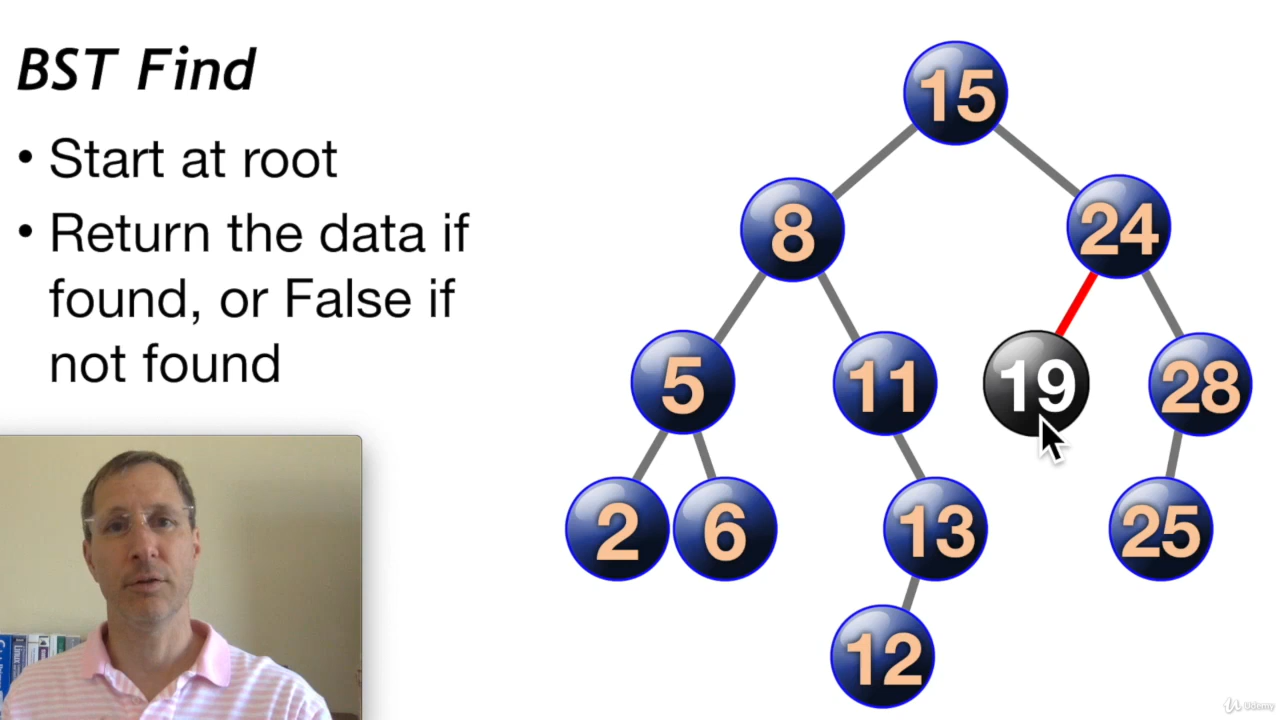 BST Find
• Start at root
• Return the data if
found, or False if
not found
15
8
24
5
11
19
28
2
6
13
25
12
Udemy